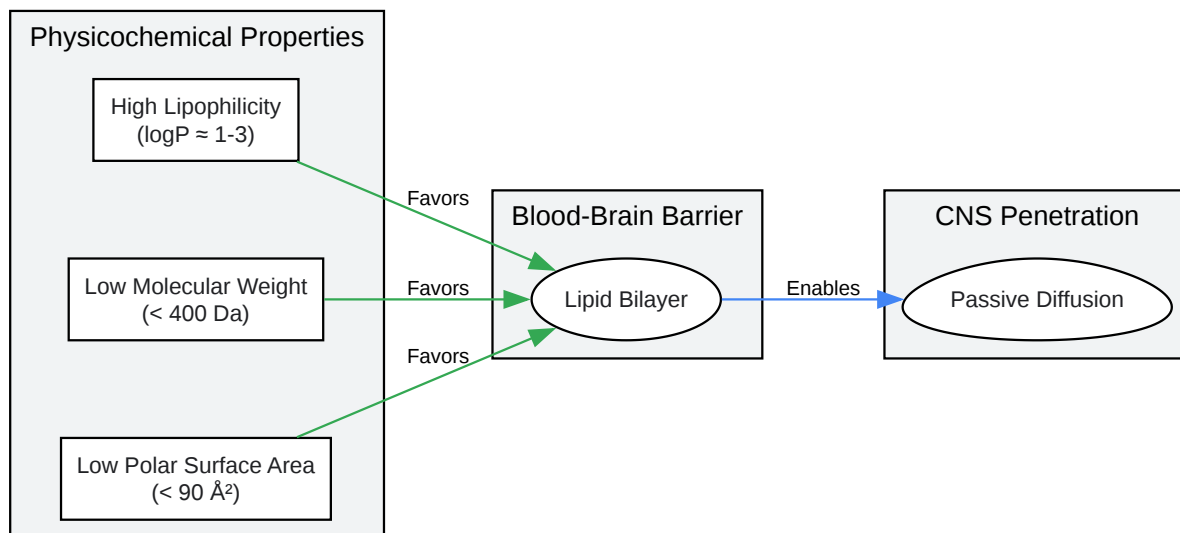 Physicochemical Properties
High Lipophilicity
(logP ≈ 1-3)
Favors
Low Molecular Weight
(< 400 Da)
Favors
Low Polar Surface Area
(< 90 Å²)
Favors
Blood-Brain Barrier
Lipid Bilayer
Enables
CNS Penetration
Passive Diffusion